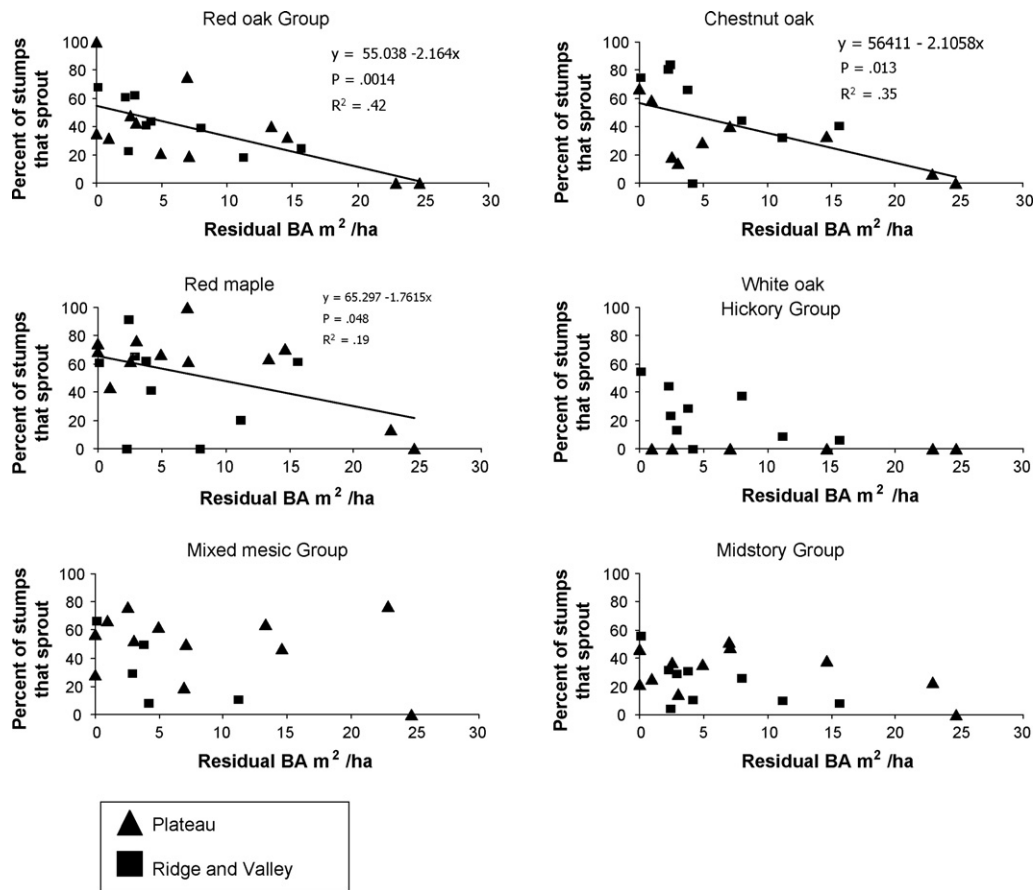 Red oak Group
Percent of stumps
that sprout
100
80
60
40
20
0
y = 55.038 -2.164x
P = .0014
R² = .42
0 5 10 15 20 25 30
Residual BA m² /ha
Chestnut oak
Percent of stumps
that sprout
100
80
60
40
20
0
y = 56411 -2.1058x
P = .013
R² = .35
0 5 10 15 20 25 30
Residual BA m² /ha
Red maple
Percent of stumps
that sprout
100
80
60
40
20
0
y = 65.297 -1.7615x
P = .048
R² = .19
0 5 10 15 20 25 30
Residual BA m² /ha
White oak
Hickory Group
Percent of stumps
that sprout
100
80
60
40
20
0
0 5 10 15 20 25 30
Residual BA m² /ha
Mixed mesic Group
Percent of stumps
that sprout
100
80
60
40
20
0
0 5 10 15 20 25 30
Residual BA m² /ha
Midstory Group
Percent of stumps
that sprout
100
80
60
40
20
0
0 5 10 15 20 25 30
Residual BA m² /ha
Plateau
Ridge and Valley